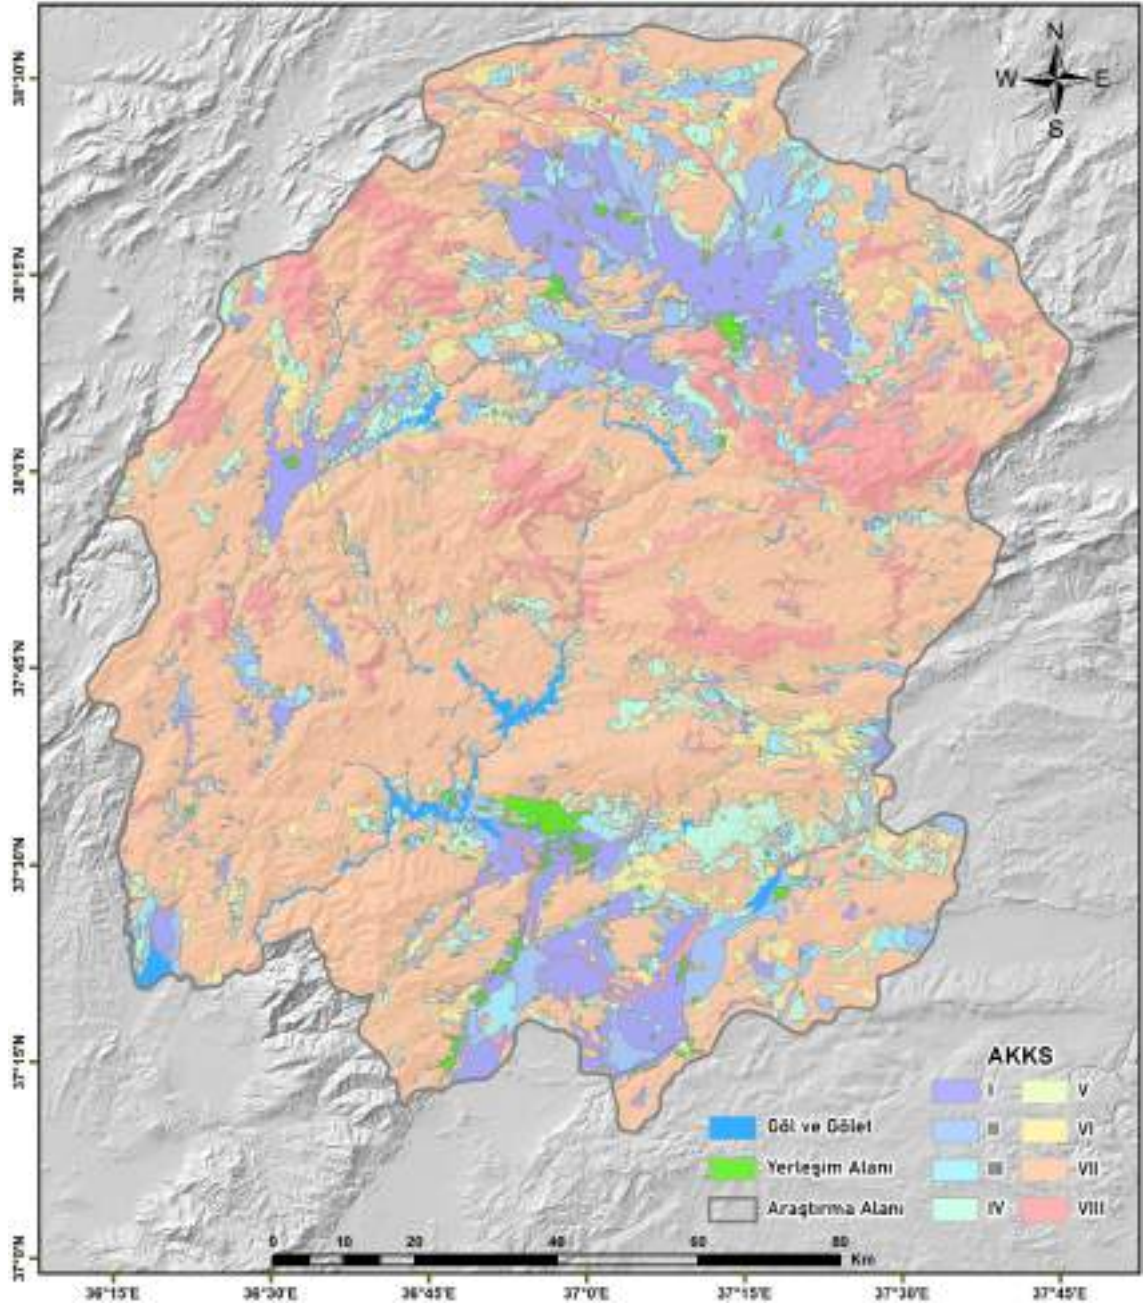 N
W E
S
38°30'N
38°15'N
38°0'N
37°45'N
37°30'N
37°15'N
37°0'N
AKKS
I V
II VI
III VII
IV VIII
Göl ve Gölet
Yerleşim Alanı
Araştırma Alanı
0 10 20 40 60 80
Km
36°15'N 36°30'N 36°45'N 37°0'N 37°15'N 37°30'N 37°45'N